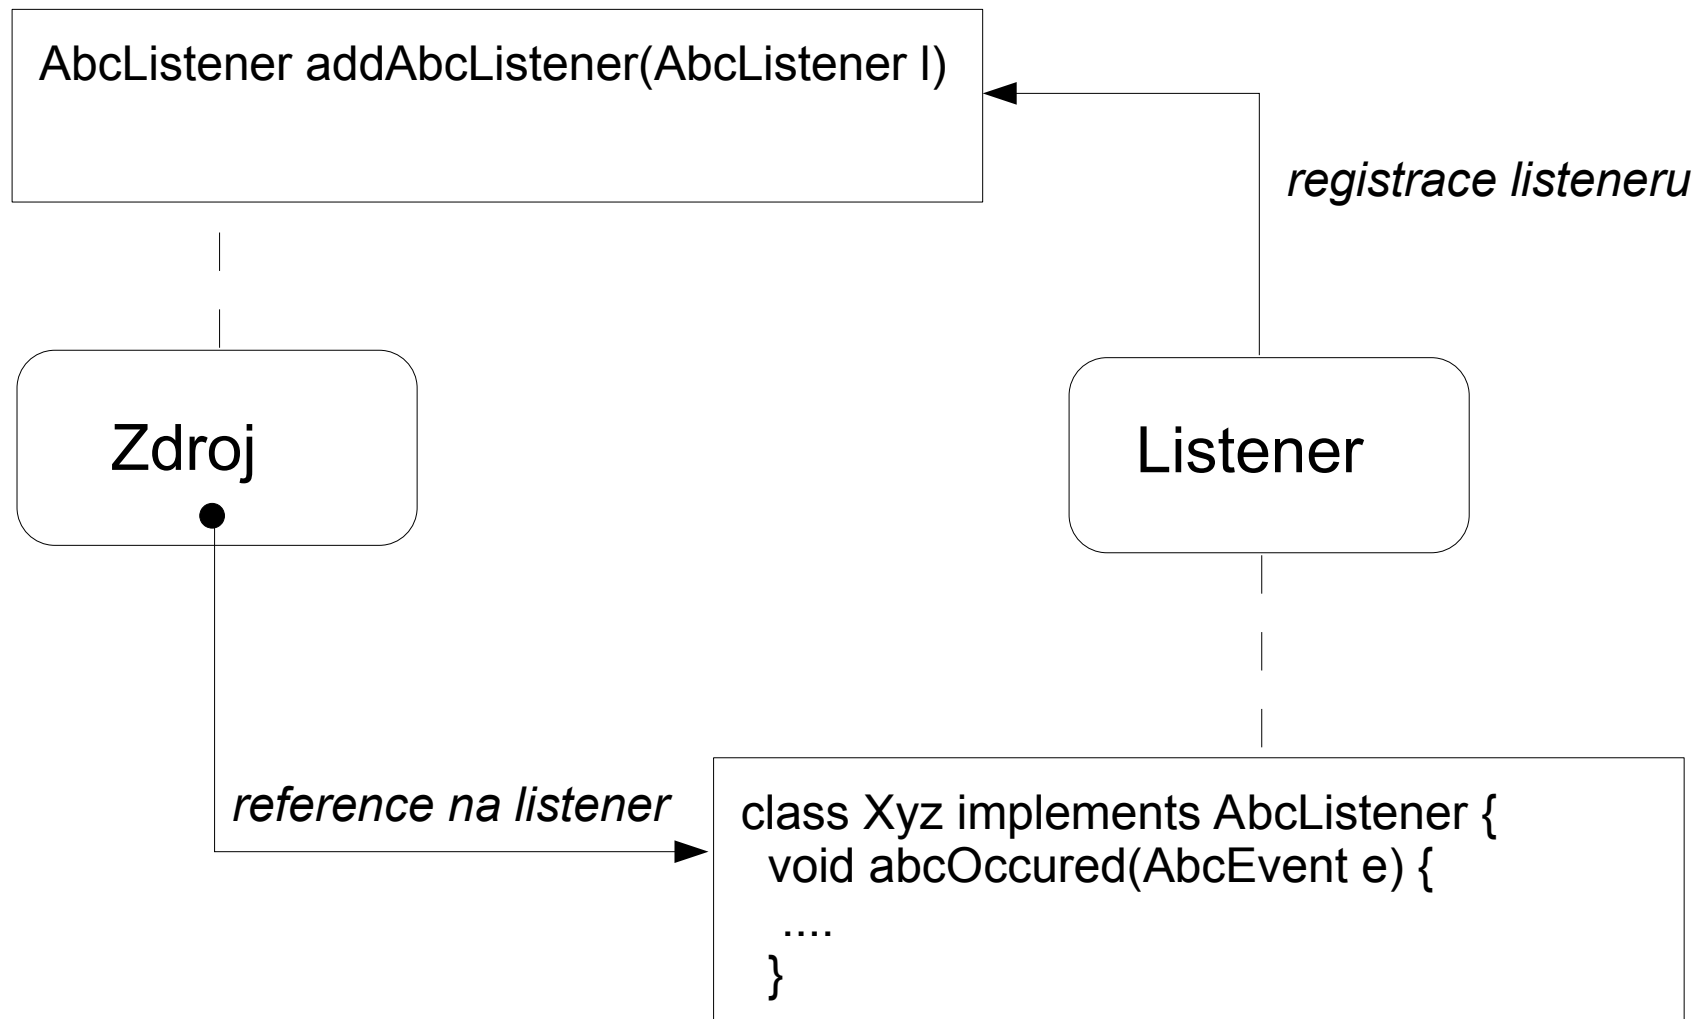 AbcListener addAbcListener(AbcListener l)
registrace listeneru
Zdroj
Listener
reference na listener
class Xyz implements AbcListener {
void abcOccured(AbcEvent e) {
....
}